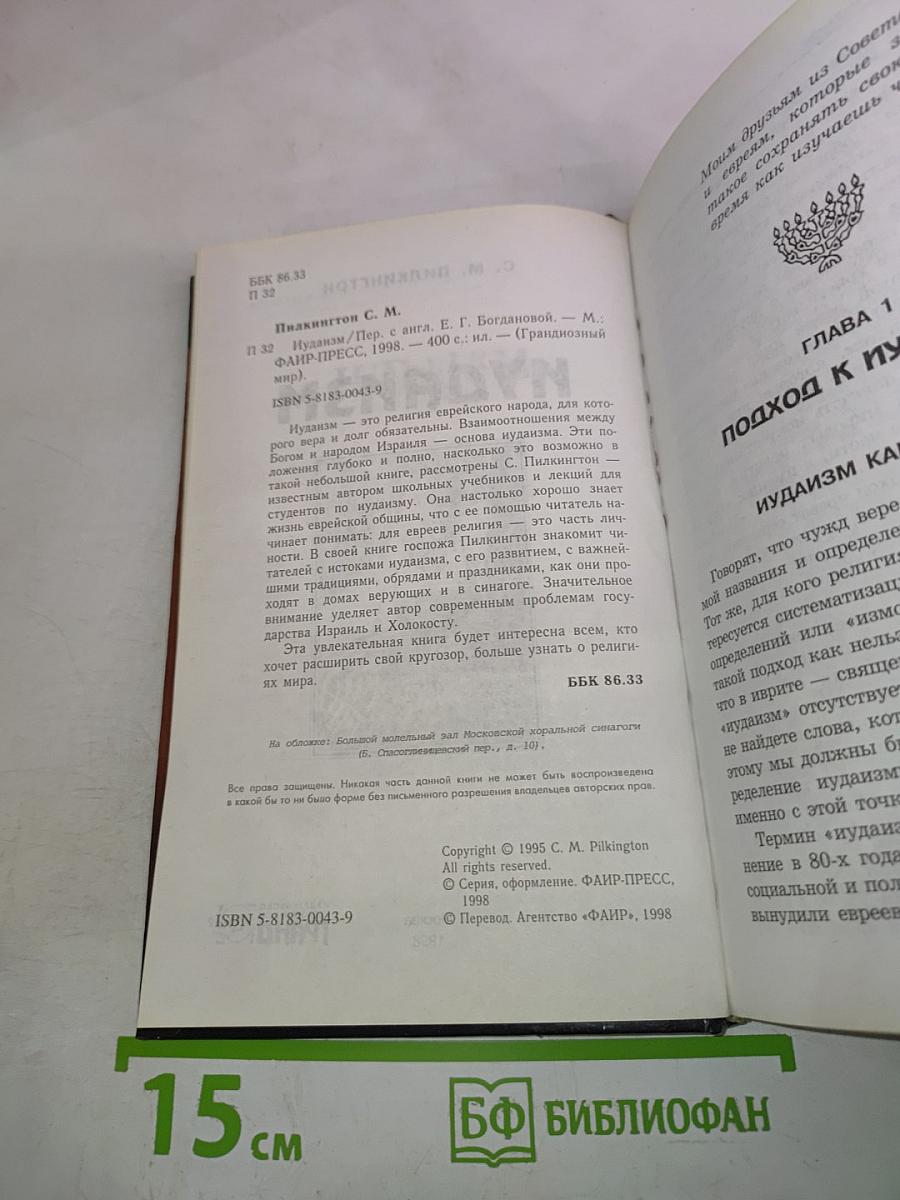 ББК 86.33
П 32
Пилкингтон С. М.
П 32 Иудаизм/Пер. с англ. Е. Г. Богдановой. — М.:
ФАИР-ПРЕСС, 1998. — 400 с.: ил. — (Грандиозный
мир).
ISBN 5-8183-0043-9
Иудаизм — это религия еврейского народа, для кото-
рого вера и долг обязательны. Взаимоотношения между
Богом и народом Израиля — основа иудаизма. Эти по-
ложения глубоко и полно, насколько это возможно в
такой небольшой книге, рассмотрены С. Пилкингтон —
известным автором школьных учебников и лекций для
студентов по иудаизму. Она настолько хорошо знает
жизнь еврейской общины, что с ее помощью читатель на-
чинает понимать: для евреев религия — это часть лич-
ности. В своей книге госпожа Пилкингтон знакомит чи-
тателей с истоками иудаизма, с его развитием, с важней-
шими традициями, обрядами и праздниками, как они про-
ходят в домах верующих и в синагоге. Значительное
внимание уделяет автор современным проблемам госу-
дарства Израиль и Холокосту.
Эта увлекательная книга будет интересна всем, кто
хочет расширить свой кругозор, больше узнать о религи-
ях мира.
ББК 86.33
На обложке: Большой молельный зал Московской хоральной синагоги
(Б. Спасоглинищевский пер., д. 10).
Все права защищены. Никакая часть данной книги не может быть воспроизведена
в какой бы то ни было форме без письменного разрешения владельцев авторских прав.
Copyright © 1995 C. M. Pilkington
All rights reserved.
© Серия, оформление. ФАИР-ПРЕСС,
1998
ISBN 5-8183-0043-9
© Перевод. Агентство «ФАИР», 1998
Моим друзьям из Совет
и евреям, которые з
такое сохранять свою
время как изучаешь ч
ГЛАВА 1
ПОДХОД К ИУ
ИУДАИЗМ КА
Говорят, что чужд вере
мой названия и определе
Тот же, для кого религия
тересуется систематизац
определений или «измо
такой подход как нельз
что в иврите — свяще
«иудаизм» отсутствуе
не найдете слова, кот
этому мы должны б
ределение иудаизм
именно с этой точк
Термин «иудаиз
нение в 80-х года
социальной и пол
вынудили евреев
15 см
БФ БИБЛИОФАН